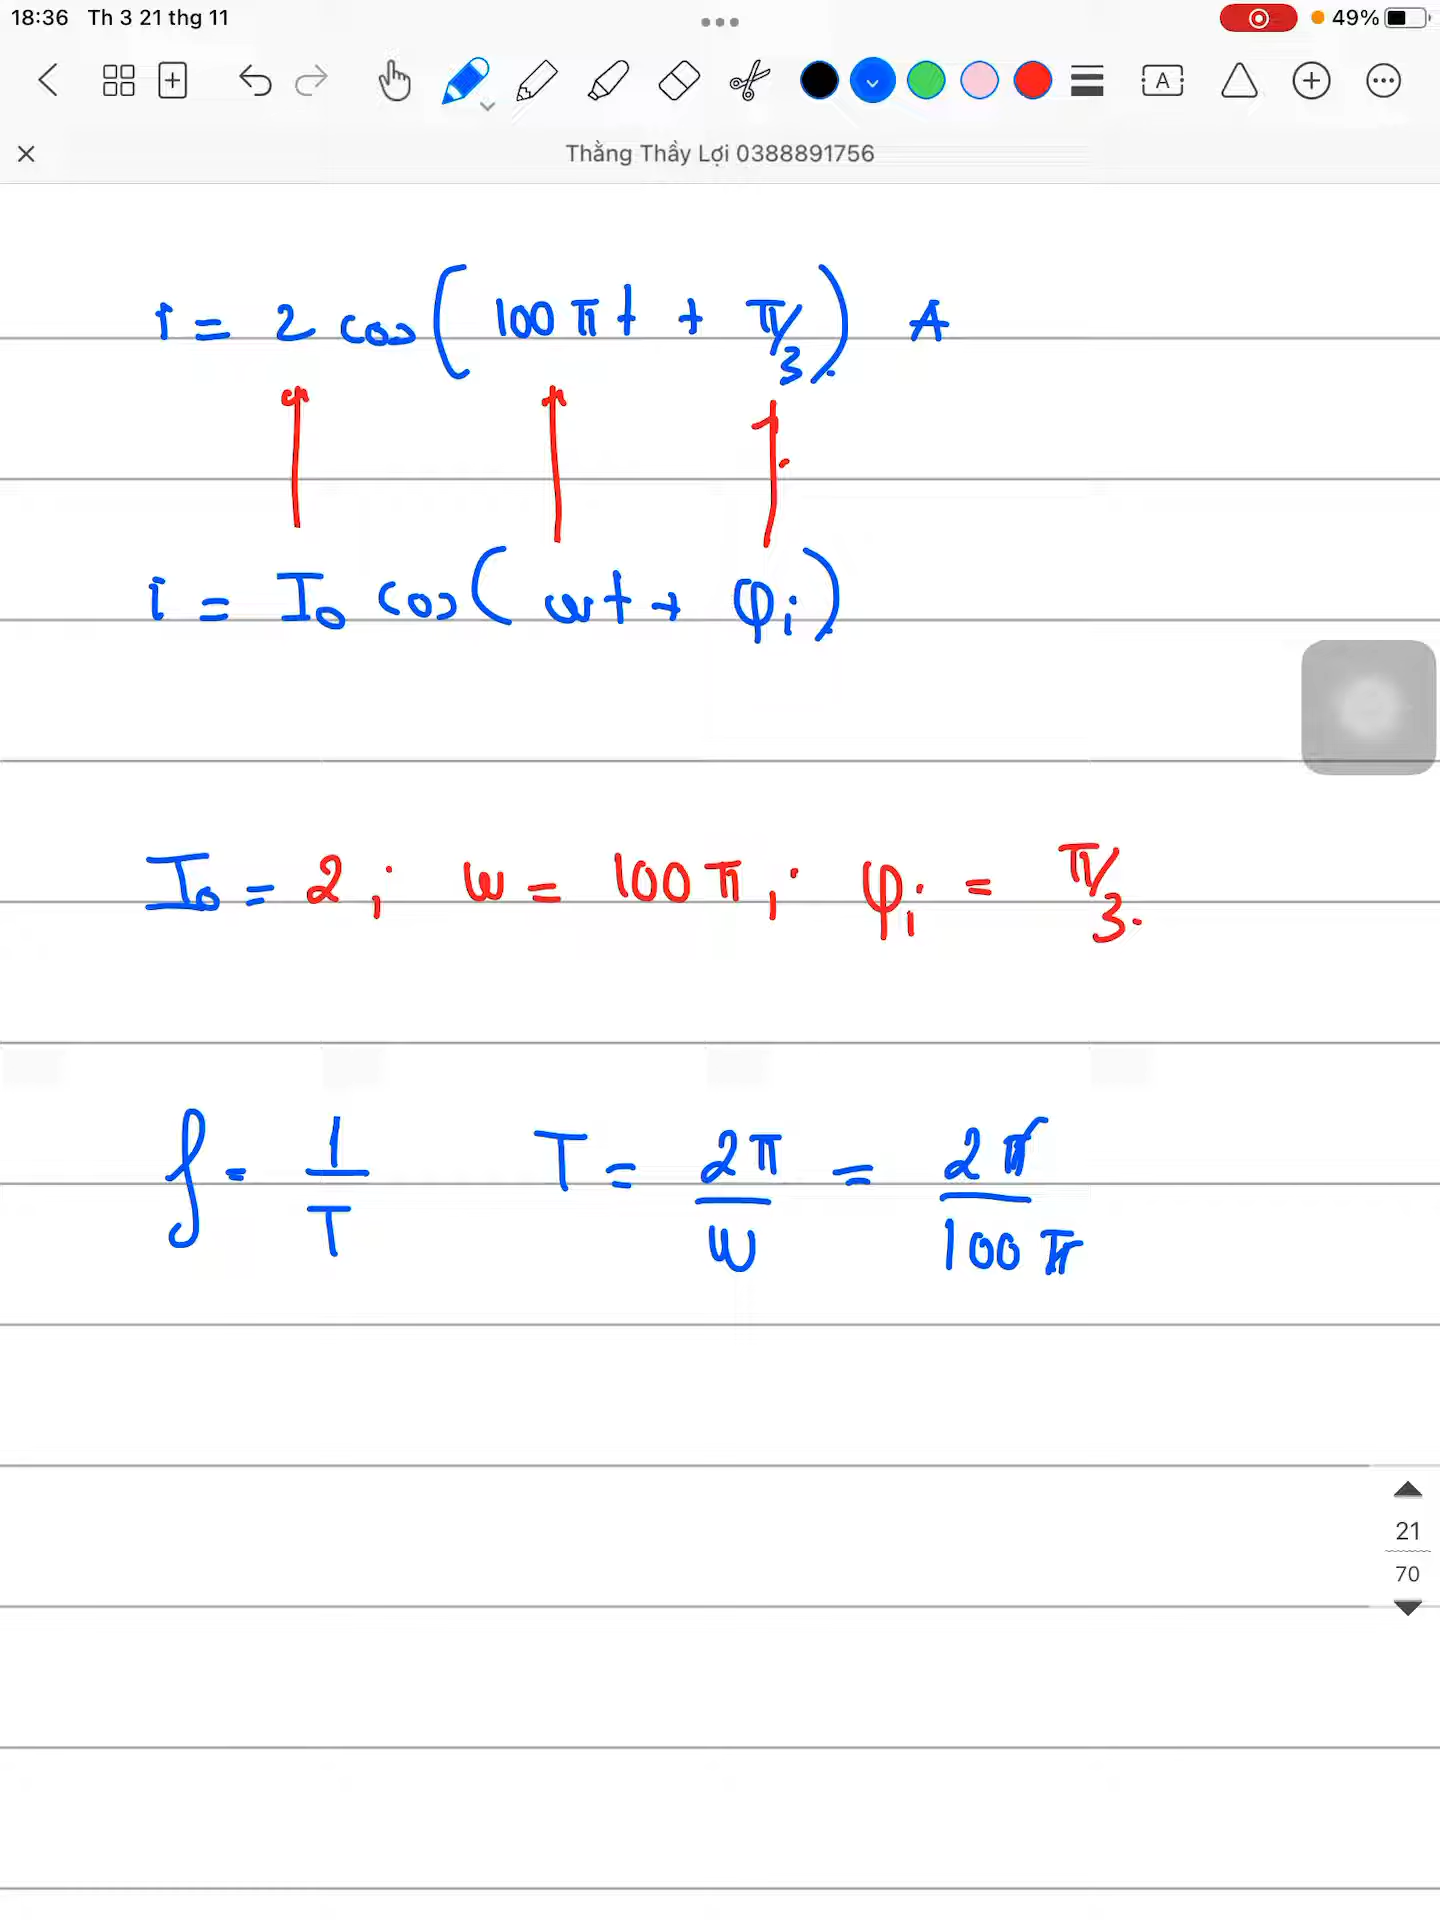 18:36 Th 3 21 thg 11
49%
A
Thằng Thầy Lợi 0388891756
i = 2 cos(100πt + π/3) A
i = I₀ cos(ωt + φᵢ)
I₀ = 2; ω = 100π; φᵢ = π/3.
f = 1/T T = 2π/ω = 2π/100π
21
70